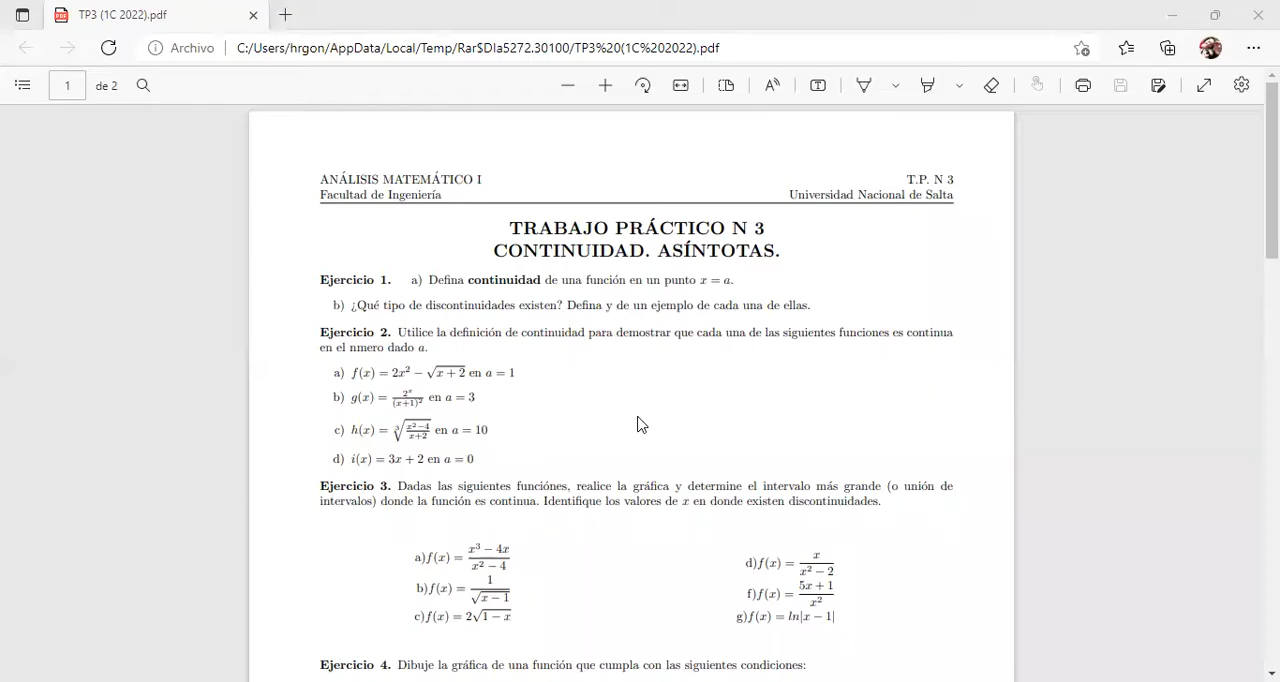 TP3 (1C 2022).pdf
Archivo C:/Users/hrgon/AppData/Local/Temp/Rar$DIa5272.30100/TP3%20(1C%202022).pdf
1 de 2
ANÁLISIS MATEMÁTICO I T.P. N 3
Facultad de Ingeniería Universidad Nacional de Salta
TRABAJO PRÁCTICO N 3
CONTINUIDAD. ASÍNTOTAS.
Ejercicio 1. a) Defina continuidad de una función en un punto x = a.
b) ¿Qué tipo de discontinuidades existen? Defina y de un ejemplo de cada una de ellas.
Ejercicio 2. Utilice la definición de continuidad para demostrar que cada una de las siguientes funciones es continua
en el nmero dado a.
a) f(x) = 2x² − √(x + 2) en a = 1
b) g(x) = 2ˣ/(x+1)² en a = 3
c) h(x) = ∛((x²−4)/(x+2)) en a = 10
d) i(x) = 3x + 2 en a = 0
Ejercicio 3. Dadas las siguientes funciónes, realice la gráfica y determine el intervalo más grande (o unión de
intervalos) donde la función es continua. Identifique los valores de x en donde existen discontinuidades.
a)f(x) = (x³ − 4x)/(x² − 4)
b)f(x) = 1/√(x − 1)
c)f(x) = 2√(1 − x)
d)f(x) = x/(x² − 2)
f)f(x) = (5x + 1)/x²
g)f(x) = ln|x − 1|
Ejercicio 4. Dibuje la gráfica de una función que cumpla con las siguientes condiciones: